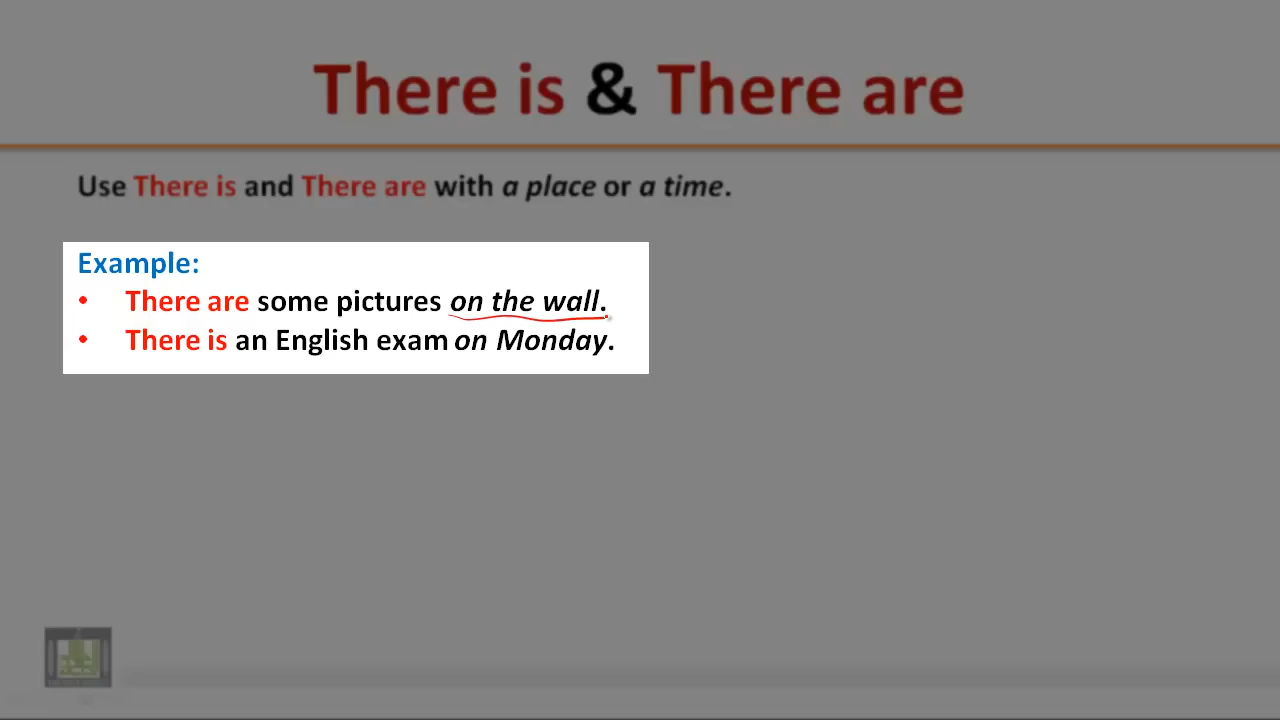 There is & There are
Use There is and There are with a place or a time.
Example:
• There are some pictures on the wall.
• There is an English exam on Monday.